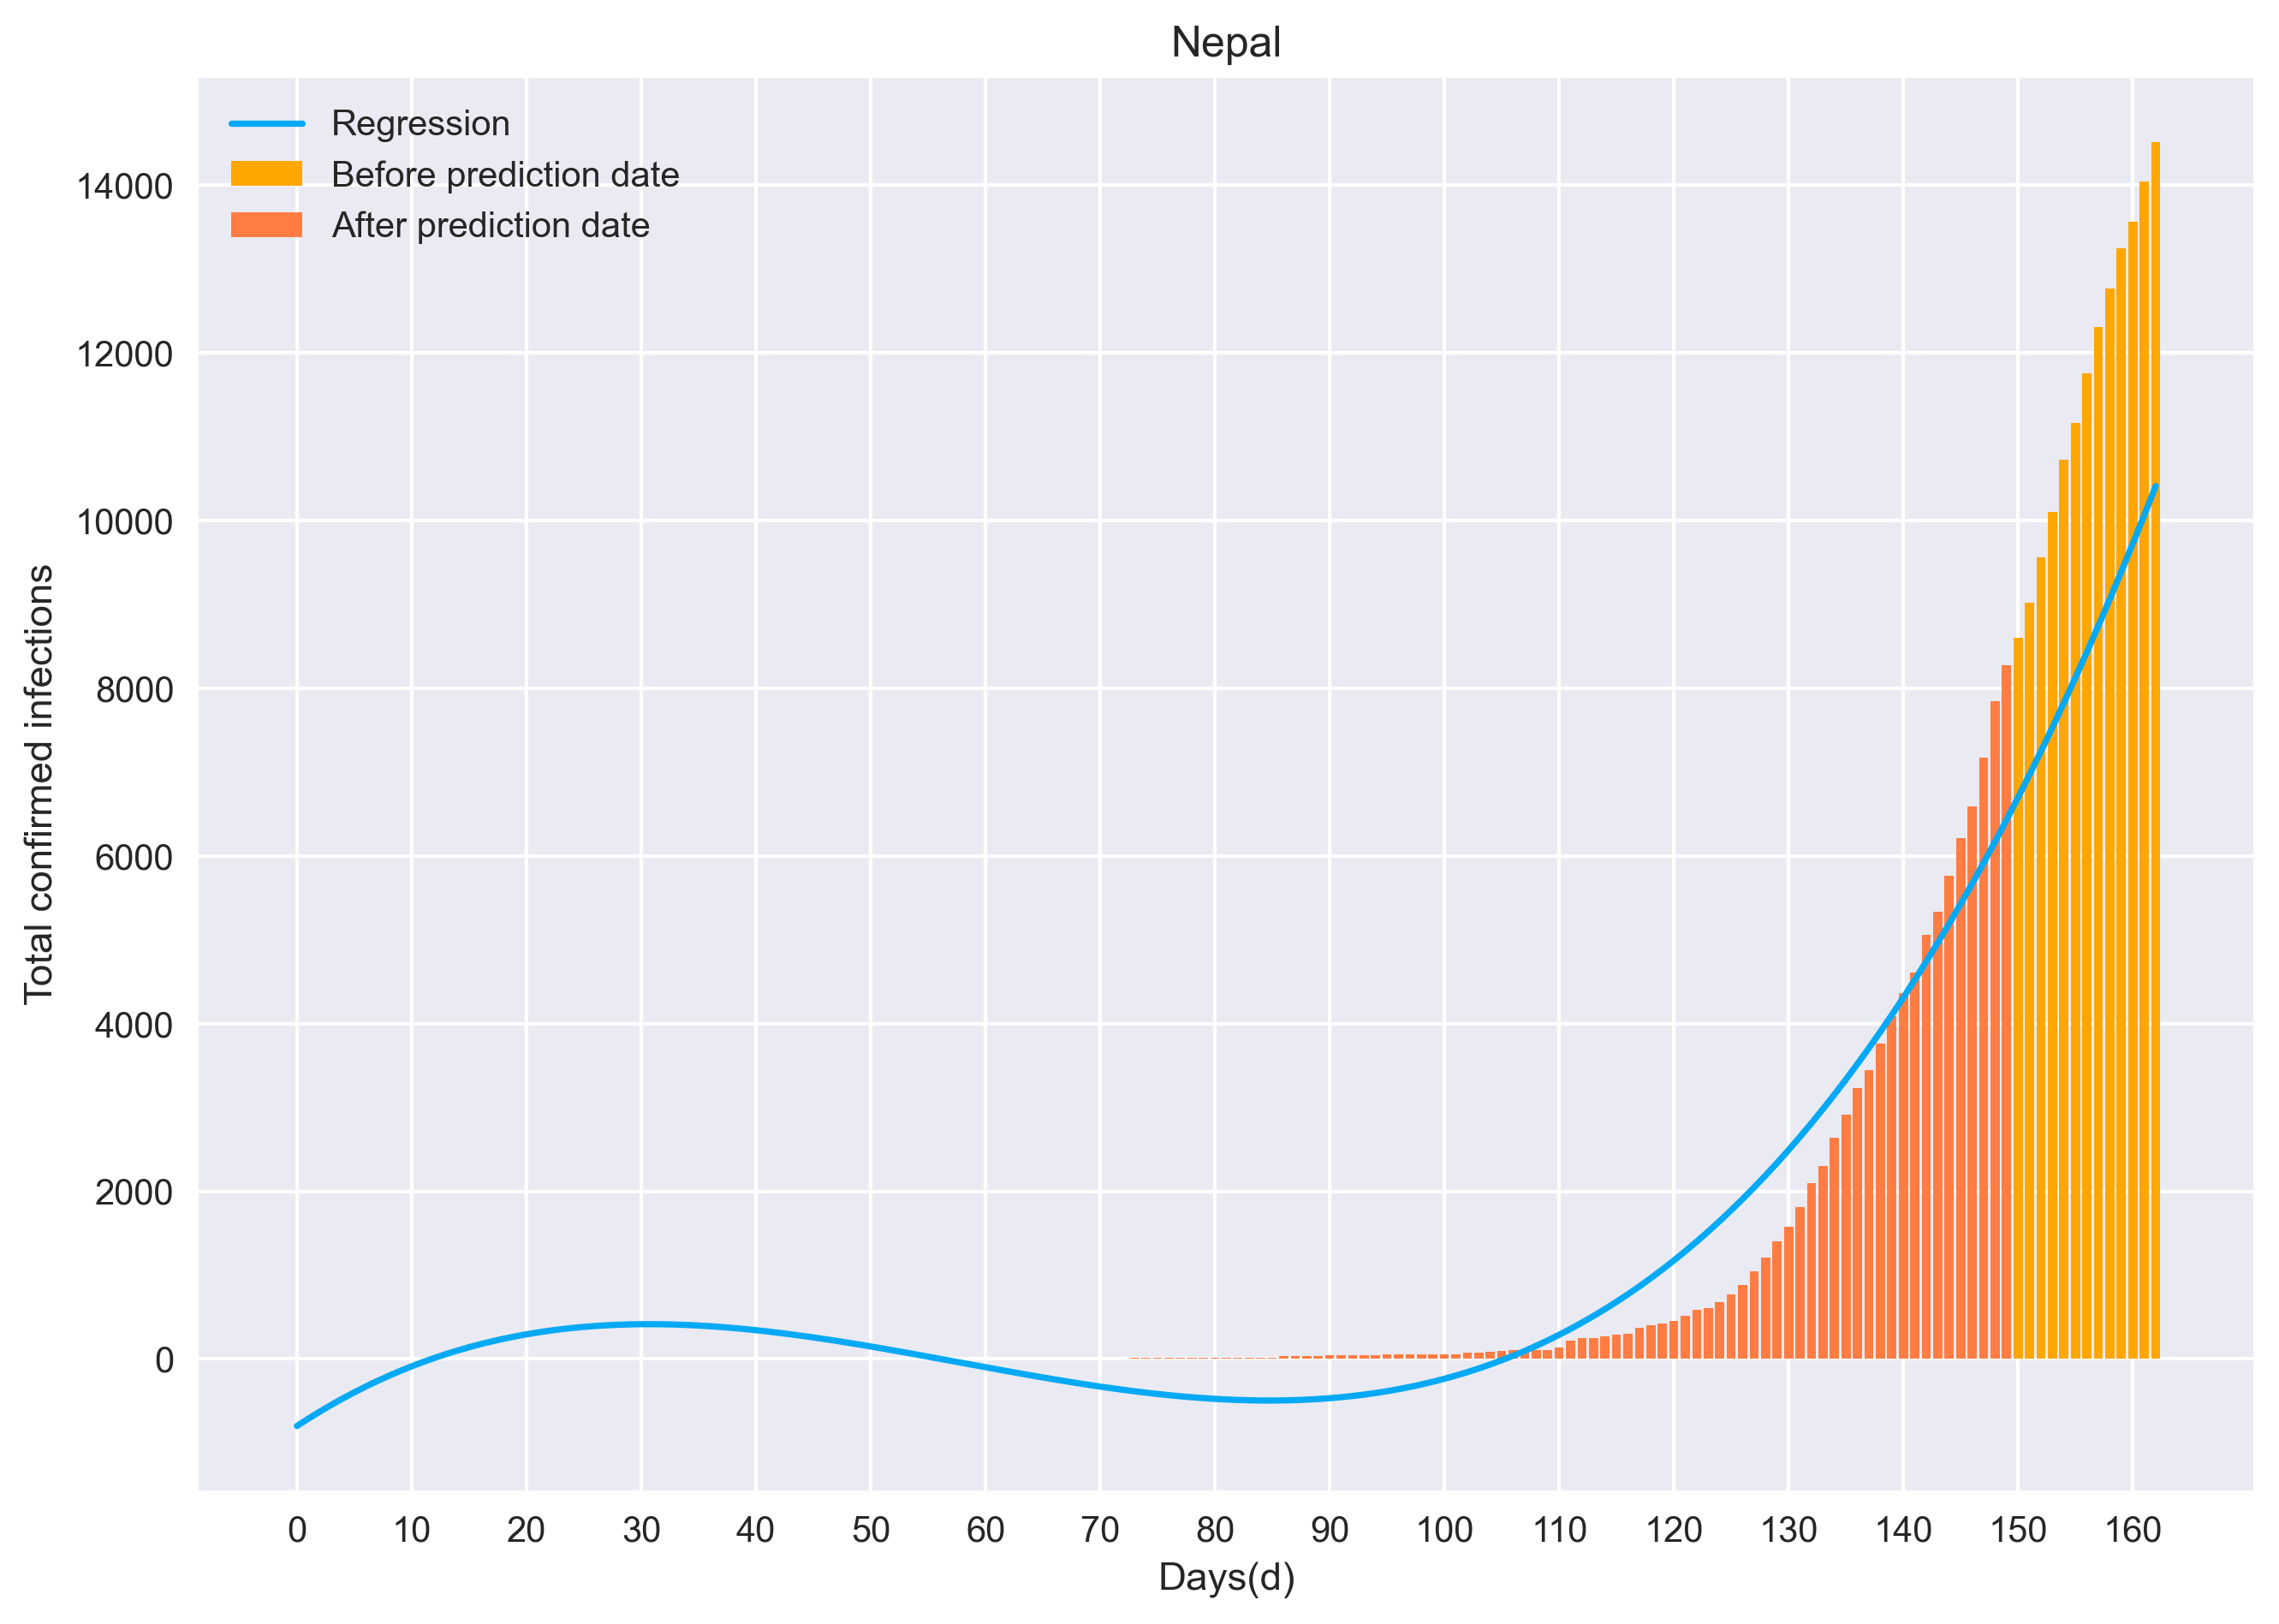 Nepal
Regression
Before prediction date
After prediction date
14000
12000
10000
8000
6000
4000
2000
0
Total confirmed infections
0 10 20 30 40 50 60 70 80 90 100 110 120 130 140 150 160
Days(d)